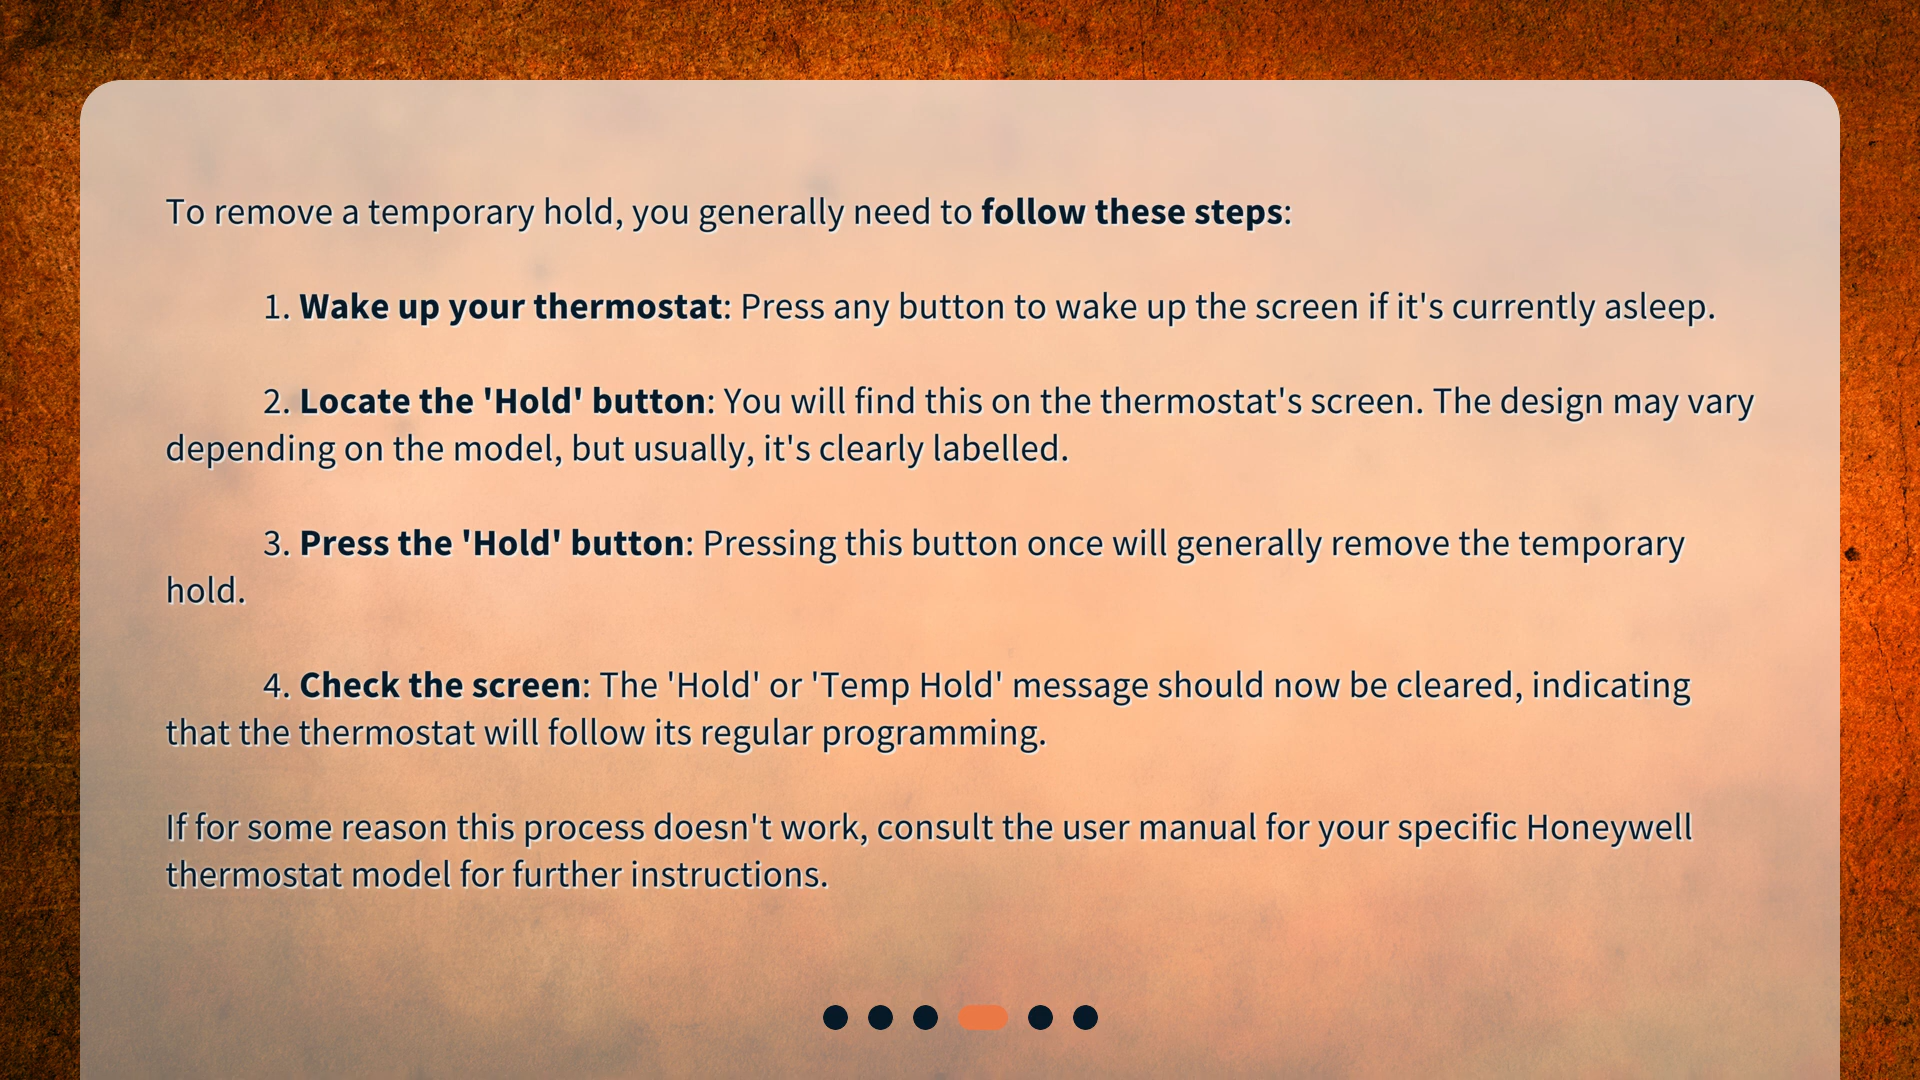 To remove a temporary hold, you generally need to follow these steps:
1. Wake up your thermostat: Press any button to wake up the screen if it's currently asleep.
2. Locate the 'Hold' button: You will find this on the thermostat's screen. The design may vary
depending on the model, but usually, it's clearly labelled.
3. Press the 'Hold' button: Pressing this button once will generally remove the temporary
hold.
4. Check the screen: The 'Hold' or 'Temp Hold' message should now be cleared, indicating
that the thermostat will follow its regular programming.
If for some reason this process doesn't work, consult the user manual for your specific Honeywell
thermostat model for further instructions.